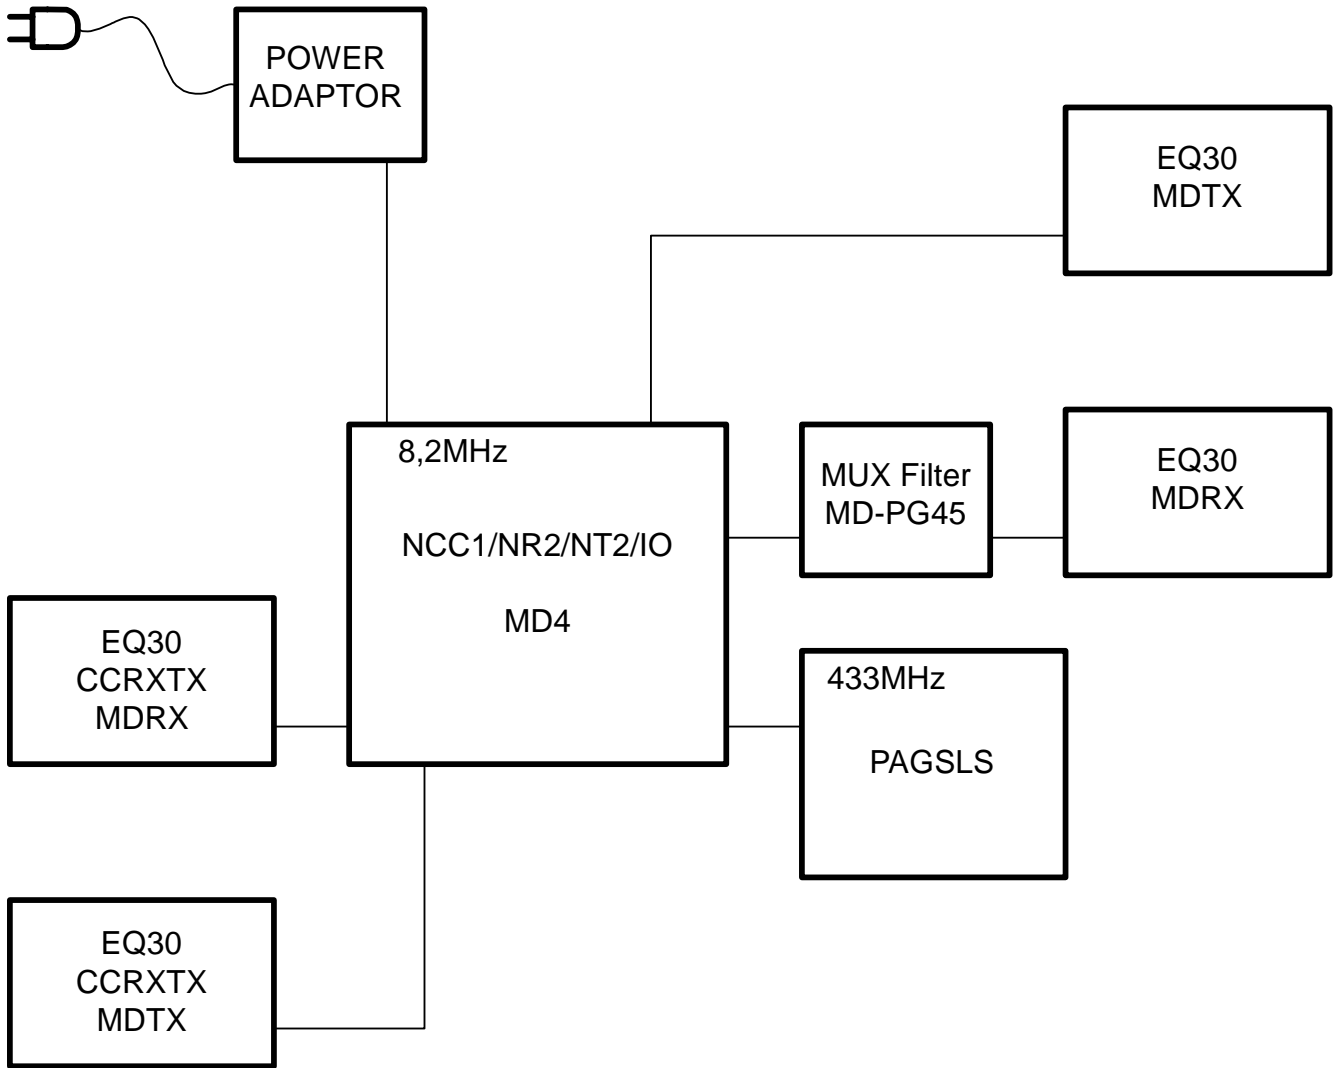 POWER
ADAPTOR
EQ30
MDTX
8,2MHz
NCC1/NR2/NT2/IO
MD4
MUX Filter
MD-PG45
EQ30
MDRX
EQ30
CCRXTX
MDRX
433MHz
PAGSLS
EQ30
CCRXTX
MDTX